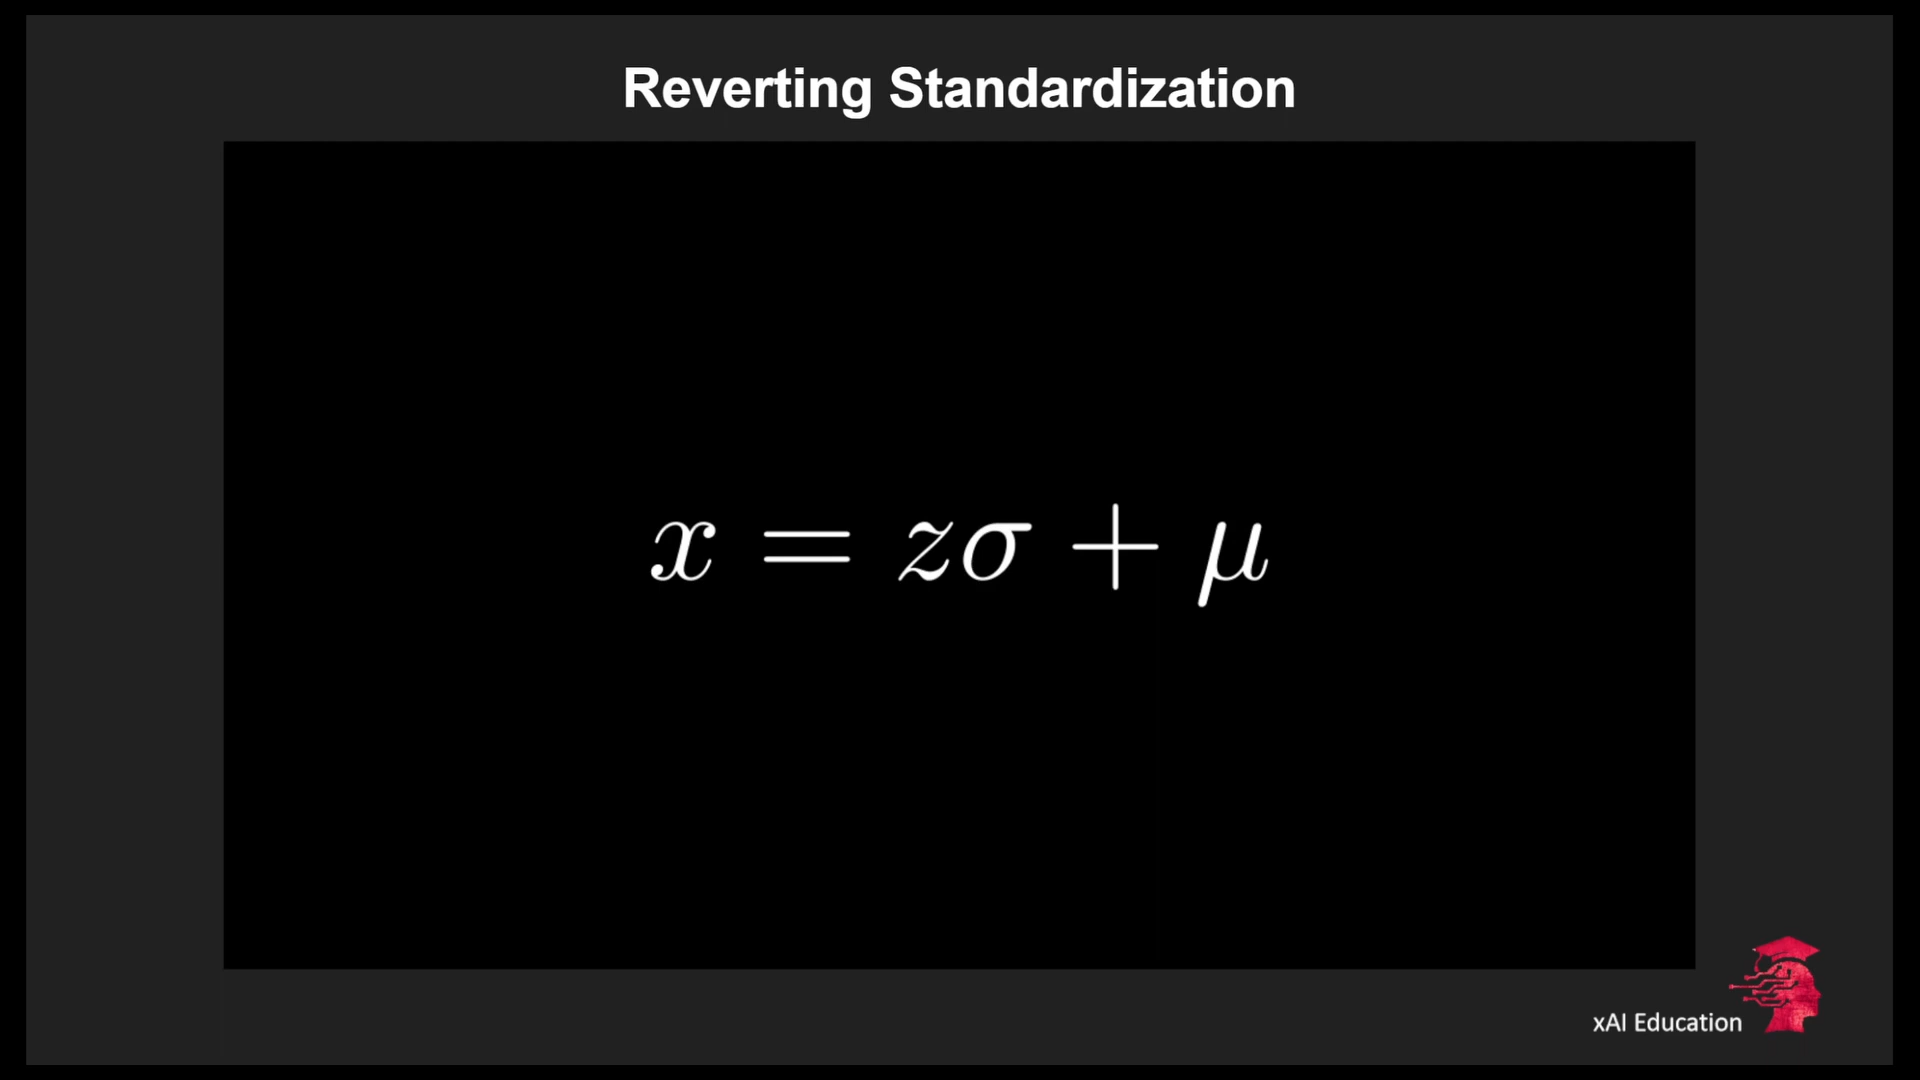 Reverting Standardization
x = zσ + μ
xAI Education